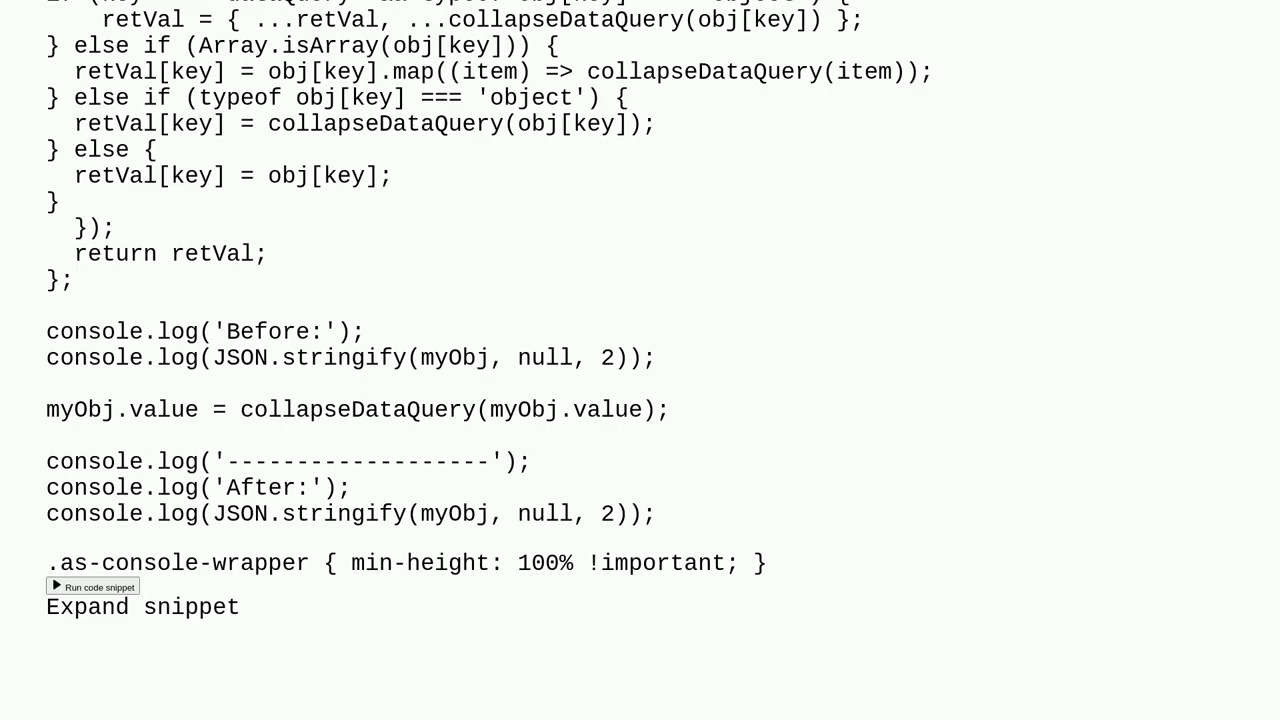 retVal = { ...retVal, ...collapseDataQuery(obj[key]) };
} else if (Array.isArray(obj[key])) {
  retVal[key] = obj[key].map((item) => collapseDataQuery(item));
} else if (typeof obj[key] === 'object') {
  retVal[key] = collapseDataQuery(obj[key]);
} else {
  retVal[key] = obj[key];
}
  });
  return retVal;
};

console.log('Before:');
console.log(JSON.stringify(myObj, null, 2));

myObj.value = collapseDataQuery(myObj.value);

console.log('-------------------');
console.log('After:');
console.log(JSON.stringify(myObj, null, 2));

.as-console-wrapper { min-height: 100% !important; }
Run code snippet
Expand snippet